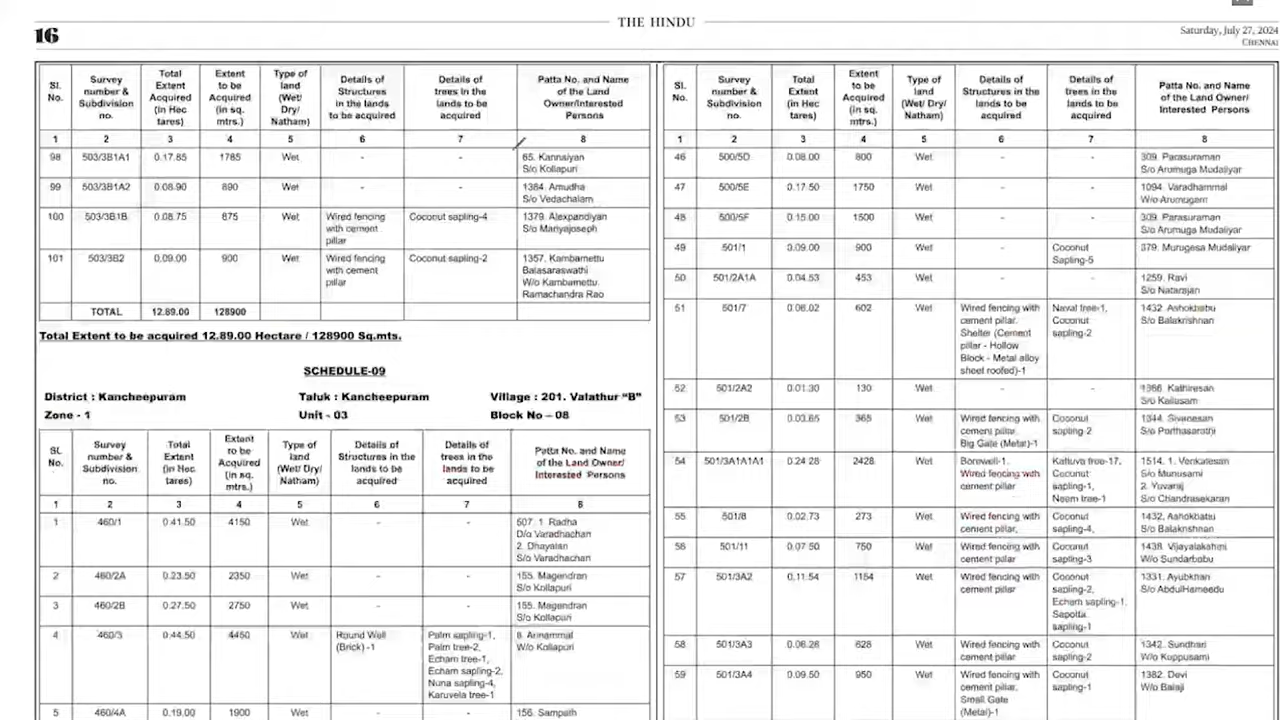 THE HINDU
16
Saturday, July 27, 2024
CHENNAI
Sl. No. | Survey number & Subdivision no. | Total Extent Acquired (in Hec tares) | Extent to be Acquired (in sq. mtrs.) | Type of land (Wet/ Dry/ Natham) | Details of Structures in the lands to be acquired | Details of trees in the lands to be acquired | Patta No. and Name of the Land Owner/Interested Persons
1 | 2 | 3 | 4 | 5 | 6 | 7 | 8
98 | 503/3B1A1 | 0.17.85 | 1785 | Wet | - | - | 65. Kannaiyan S/o Kollapuri
99 | 503/3B1A2 | 0.08.90 | 890 | Wet | - | - | 1384. Amudha S/o Vedachalam
100 | 503/3B1B | 0.08.75 | 875 | Wet | Wired fencing with cement pillar | Coconut sapling-4 | 1379. Alexpandiyan S/o Mariyajoseph
101 | 503/3B2 | 0.09.00 | 900 | Wet | Wired fencing with cement pillar | Coconut sapling-2 | 1357. Kambamettu Balasaraswathi W/o Kambamettu Ramachandra Rao
TOTAL | 12.89.00 | 128900
Total Extent to be acquired 12.89.00 Hectare / 128900 Sq.mts.
SCHEDULE-09
District : Kancheepuram Taluk : Kancheepuram Village : 201. Valathur "B"
Zone - 1 Unit - 03 Block No – 08
Sl. No. | Survey number & Subdivision no. | Total Extent (in Hec tares) | Extent to be Acquired (in sq. mtrs.) | Type of land (Wet/ Dry/ Natham) | Details of Structures in the lands to be acquired | Details of trees in the lands to be acquired | Patta No. and Name of the Land Owner/ Interested Persons
1 | 2 | 3 | 4 | 5 | 6 | 7 | 8
1 | 460/1 | 0.41.50 | 4150 | Wet | - | - | 607. 1. Radha D/o Varadhachan 2. Dhayalan S/o Varadhachan
2 | 460/2A | 0.23.50 | 2350 | Wet | - | - | 155. Magendran S/o Kollapuri
3 | 460/2B | 0.27.50 | 2750 | Wet | - | - | 155. Magendran S/o Kollapuri
4 | 460/3 | 0.44.50 | 4450 | Wet | Round Well (Brick) -1 | Palm sapling-1, Palm tree-2, Echam tree-1, Echam sapling-2, Nuna sapling-4, Karuvela tree-1 | 8. Annammal W/o Kollapuri
5 | 460/4A | 0.19.00 | 1900 | Wet | - | - | 156. Sampath
Sl. No. | Survey number & Subdivision no. | Total Extent (in Hec tares) | Extent to be Acquired (in sq. mtrs.) | Type of land (Wet/ Dry/ Natham) | Details of Structures in the lands to be acquired | Details of trees in the lands to be acquired | Patta No. and Name of the Land Owner/ Interested Persons
1 | 2 | 3 | 4 | 5 | 6 | 7 | 8
46 | 500/5D | 0.08.00 | 800 | Wet | - | - | 309. Parasuraman S/o Arumuga Mudaliyar
47 | 500/5E | 0.17.50 | 1750 | Wet | - | - | 1094. Varadhammal W/o Arumugam
48 | 500/5F | 0.15.00 | 1500 | Wet | - | - | 309. Parasuraman S/o Arumuga Mudaliyar
49 | 501/1 | 0.09.00 | 900 | Wet | - | Coconut Sapling-5 | 379. Murugesa Mudaliyar
50 | 501/2A1A | 0.04.53 | 453 | Wet | - | - | 1259. Ravi S/o Natarajan
51 | 501/7 | 0.06.02 | 602 | Wet | Wired fencing with cement pillar. Shelter (Cement pillar - Hollow Block - Metal alloy sheet roofed)-1 | Naval tree-1, Coconut sapling-2 | 1432. Ashokbabu S/o Balakrishnan
52 | 501/2A2 | 0.01.30 | 130 | Wet | - | - | 1366. Kathiresan S/o Kailasam
53 | 501/2B | 0.03.65 | 365 | Wet | Wired fencing with cement pillar. Big Gate (Metal)-1 | Coconut sapling-2 | 1344. Sivanesan S/o Parthasarathi
54 | 501/3A1A1A1 | 0.24.28 | 2428 | Wet | Borewell-1. Wired fencing with cement pillar | Kattuva tree-17, Coconut sapling-1, Neem tree-1 | 1514. 1. Venkatesan S/o Munusami 2. Yuvaraj S/o Chandrasekaran
55 | 501/8 | 0.02.73 | 273 | Wet | Wired fencing with cement pillar, | Coconut sapling-4, | 1432. Ashokbabu S/o Balakrishnan
56 | 501/11 | 0.07.50 | 750 | Wet | Wired fencing with cement pillar | Coconut sapling-3 | 1438. Vijayalakshmi W/o Sundarbabu
57 | 501/3A2 | 0.11.54 | 1154 | Wet | Wired fencing with cement pillar | Coconut sapling-2, Echam sapling-1, Sapotta sapling-1 | 1331. Ayubkhan S/o AbdulHameedu
58 | 501/3A3 | 0.06.28 | 628 | Wet | Wired fencing with cement pillar | Coconut sapling-2 | 1342. Sundhari W/o Kuppusami
59 | 501/3A4 | 0.09.50 | 950 | Wet | Wired fencing with cement pillar. Small Gate (Metal)-1 | Coconut sapling-1 | 1382. Devi W/o Balaji